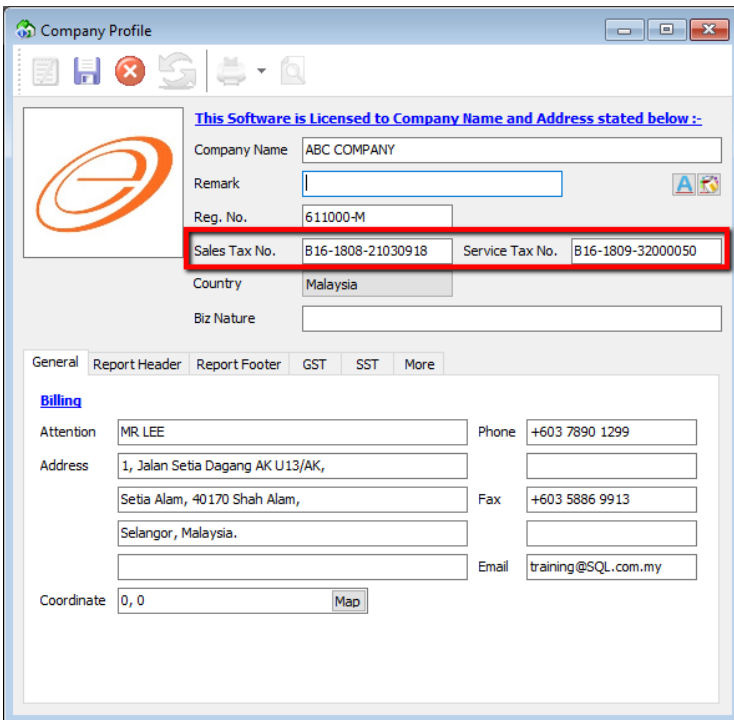 Company Profile
This Software is Licensed to Company Name and Address stated below :-
Company Name ABC COMPANY
Remark A
Reg. No. 611000-M
Sales Tax No. B16-1808-21030918 Service Tax No. B16-1809-32000050
Country Malaysia
Biz Nature
General Report Header Report Footer GST SST More
Billing
Attention MR LEE Phone +603 7890 1299
Address 1, Jalan Setia Dagang AK U13/AK,
Setia Alam, 40170 Shah Alam, Fax +603 5886 9913
Selangor, Malaysia.
Email training@SQL.com.my
Coordinate 0, 0 Map